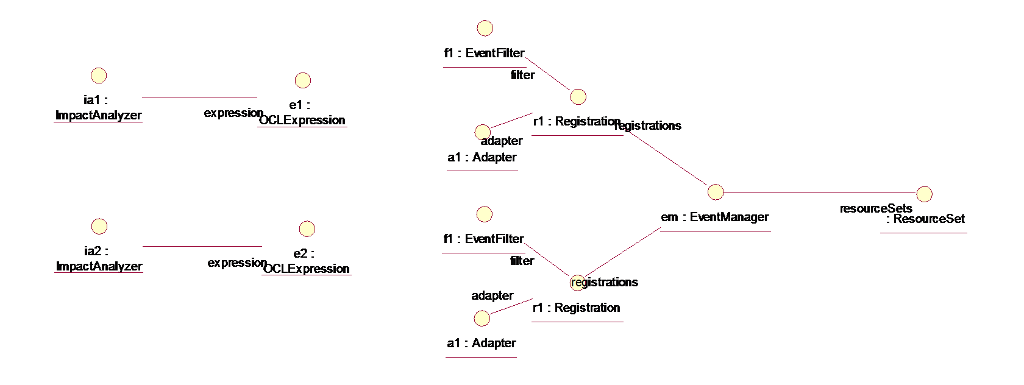 f1 : EventFilter
filter
ia1 :
ImpactAnalyzer
expression
e1 :
OCLExpression
r1 : Registration
registrations
adapter
a1 : Adapter
em : EventManager
resourceSets
: ResourceSet
ia2 :
ImpactAnalyzer
expression
e2 :
OCLExpression
f1 : EventFilter
filter
registrations
adapter
r1 : Registration
a1 : Adapter